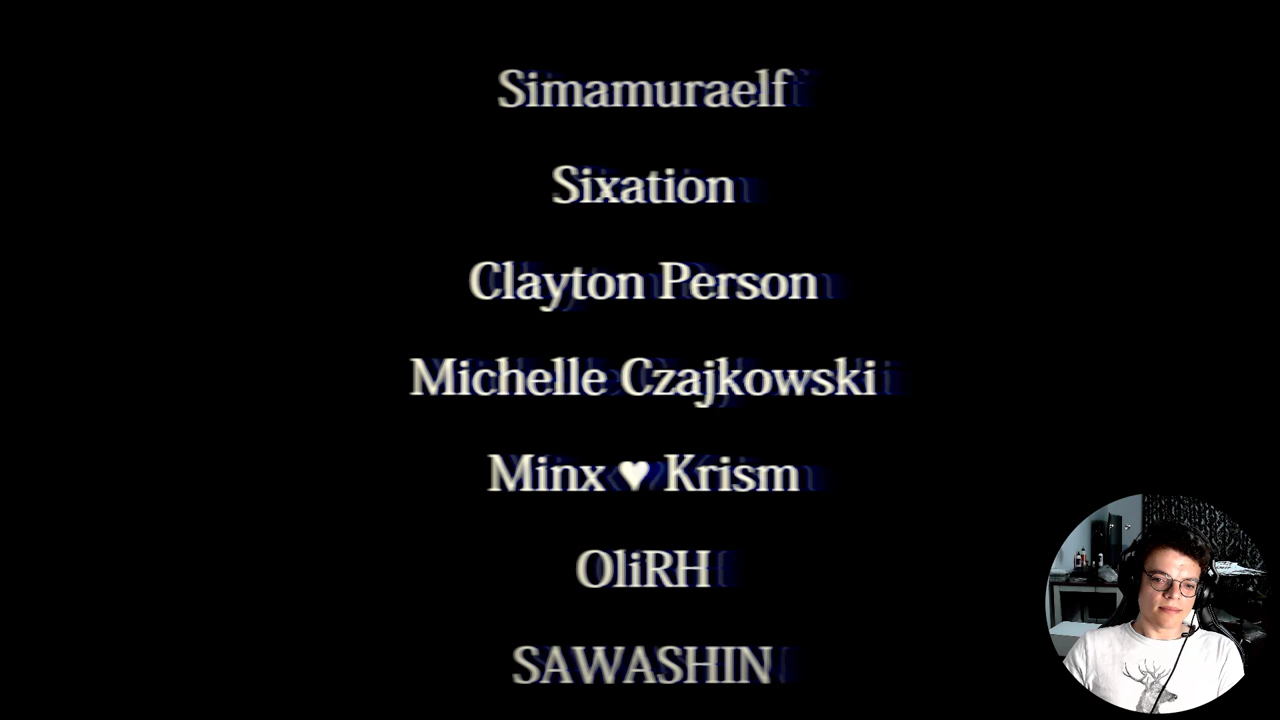 Simamuraelf
Sixation
Clayton Person
Michelle Czajkowski
Minx ♥ Krism
OliRH
SAWASHIN